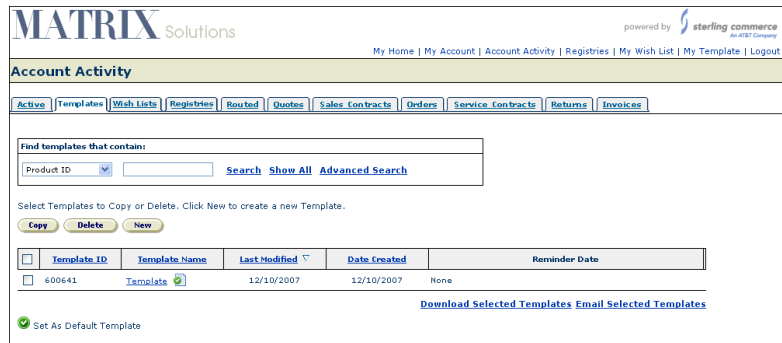 MATRIX Solutions
powered by sterling commerce
An AT&T Company
My Home | My Account | Account Activity | Registries | My Wish List | My Template | Logout
Account Activity
Active Templates Wish Lists Registries Routed Quotes Sales Contracts Orders Service Contracts Returns Invoices
Find templates that contain:
Product ID Search Show All Advanced Search
Select Templates to Copy or Delete. Click New to create a new Template.
Copy Delete New
Template ID Template Name Last Modified Date Created Reminder Date
600641 Template 12/10/2007 12/10/2007 None
Download Selected Templates Email Selected Templates
Set As Default Template